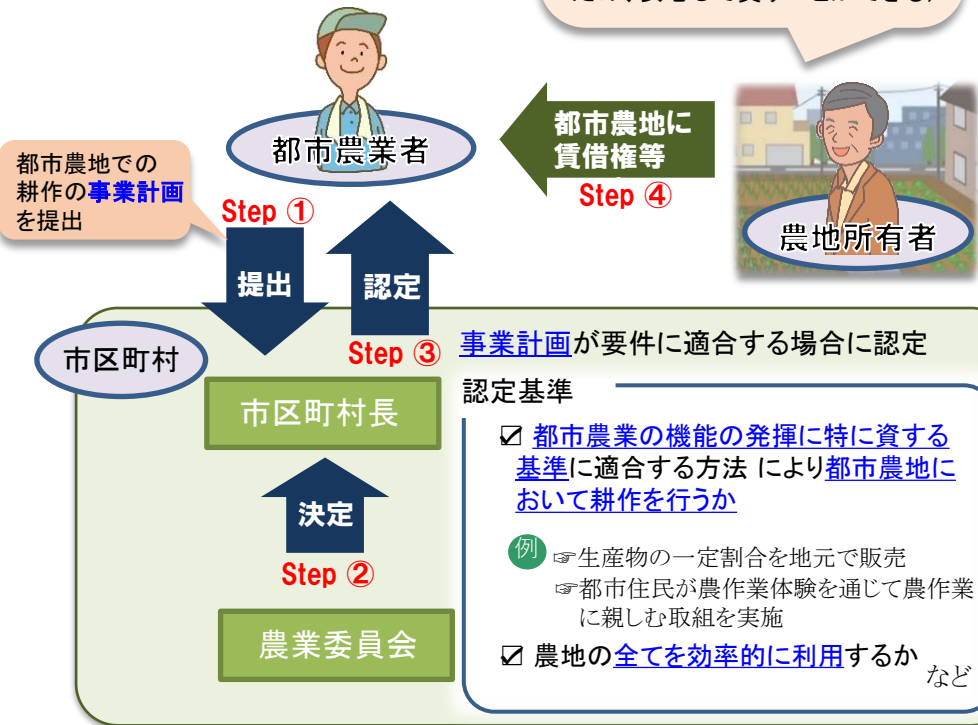 都市農業者
都市農地に
賃借権等
Step ④
農地所有者
都市農地での
耕作の事業計画
を提出
Step ①
提出
認定
Step ③
市区町村
事業計画が要件に適合する場合に認定
市区町村長
決定
Step ②
農業委員会
認定基準
☑ 都市農業の機能の発揮に特に資する
基準に適合する方法 により都市農地に
おいて耕作を行うか
例 ☞生産物の一定割合を地元で販売
☞都市住民が農作業体験を通じて農作業
に親しむ取組を実施
☑ 農地の全てを効率的に利用するか
など